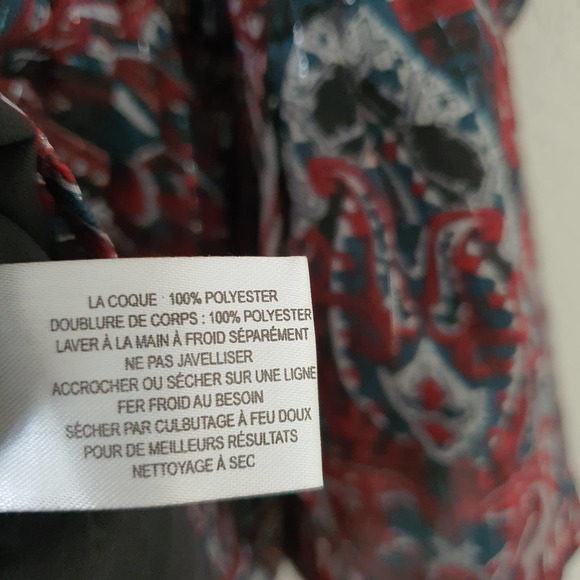 LA COQUE : 100% POLYESTER
DOUBLURE DE CORPS : 100% POLYESTER
LAVER À LA MAIN À FROID SÉPARÉMENT
NE PAS JAVELLISER
ACCROCHER OU SÉCHER SUR UNE LIGNE
FER FROID AU BESOIN
SÉCHER PAR CULBUTAGE À FEU DOUX
POUR DE MEILLEURS RÉSULTATS
NETTOYAGE À SEC